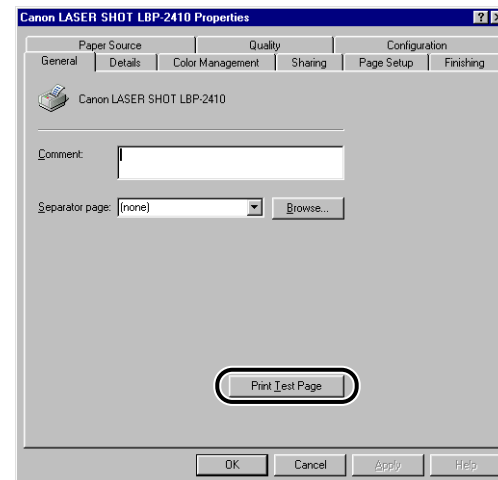 Canon LASER SHOT LBP-2410 Properties
Paper Source Quality Configuration
General Details Color Management Sharing Page Setup Finishing
Canon LASER SHOT LBP-2410
Comment:
Separator page: (none) Browse...
Print Test Page
OK Cancel Apply Help